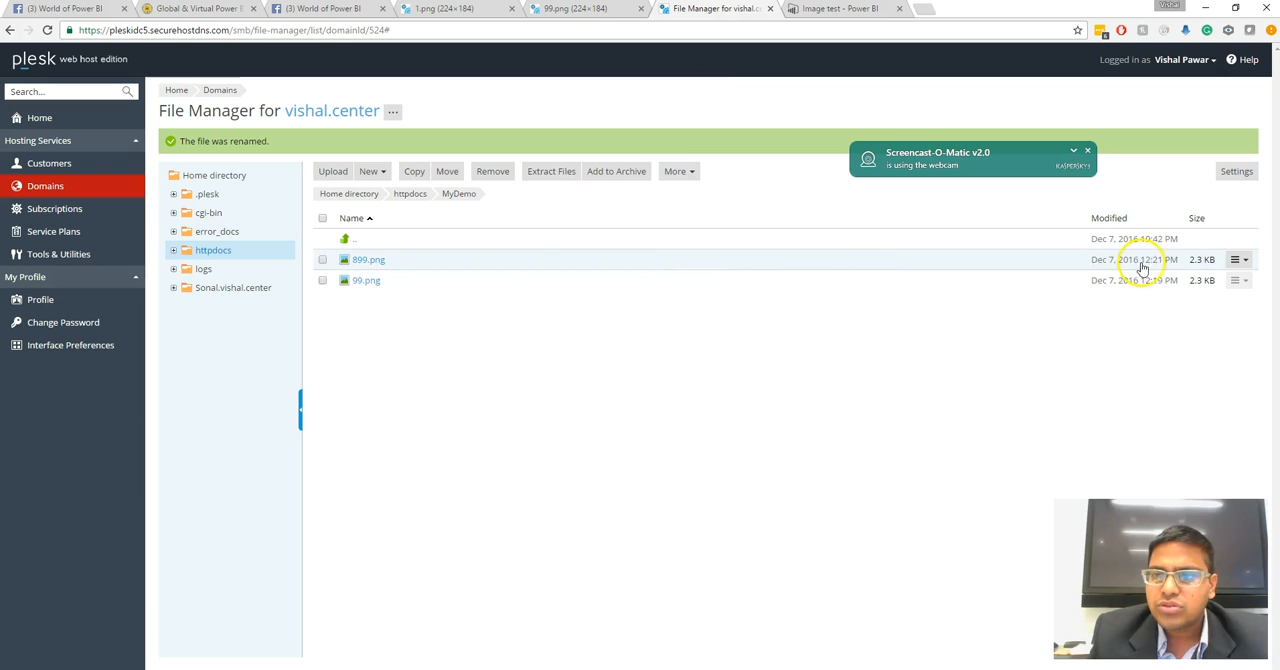 (3) World of Power BI
Global & Virtual Power B
(3) World of Power BI
1.png (224×184)
99.png (224×184)
File Manager for vishal.c
Image test - Power BI
Vishal
https://pleskidc5.securehostdns.com/smb/file-manager/list/domainId/524#
plesk web host edition
Logged in as Vishal Pawar
Help
Search...
Home Domains
File Manager for vishal.center ...
Home
Hosting Services
Customers
Domains
Subscriptions
Service Plans
Tools & Utilities
My Profile
Profile
Change Password
Interface Preferences
The file was renamed.
Screencast-O-Matic v2.0
is using the webcam
KASPERSKY
Home directory
.plesk
cgi-bin
error_docs
httpdocs
logs
Sonal.vishal.center
Upload New Copy Move Remove Extract Files Add to Archive More Settings
Home directory httpdocs MyDemo
Name Modified Size
.. Dec 7, 2016 10:42 PM
899.png Dec 7, 2016 12:21 PM 2.3 KB
99.png Dec 7, 2016 12:19 PM 2.3 KB